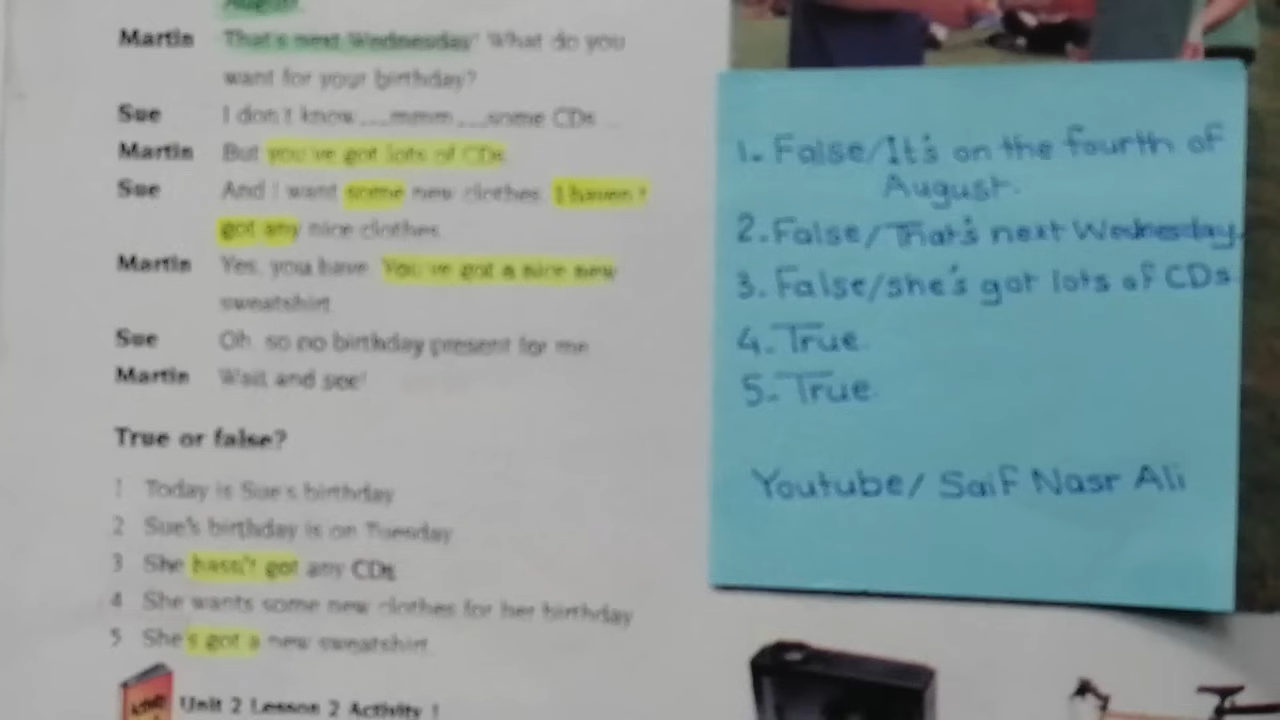 August
Martin That's next Wednesday! What do you
want for your birthday?
Sue I don't know ... mmm ... some CDs ...
Martin But you've got lots of CDs.
Sue And I want some new clothes. I haven't
got any nice clothes.
Martin Yes, you have. You've got a nice new
sweatshirt.
Sue Oh, so no birthday present for me.
Martin Wait and see!
True or false?
1 Today is Sue's birthday
2 Sue's birthday is on Tuesday
3 She hasn't got any CDs
4 She wants some new clothes for her birthday
5 She's got a new sweatshirt
Unit 2 Lesson 2 Activity 1
1. False/It's on the fourth of
August.
2. False/That's next Wednesday.
3. False/she's got lots of CDs.
4. True.
5. True.
Youtube/ Saif Nasr Ali